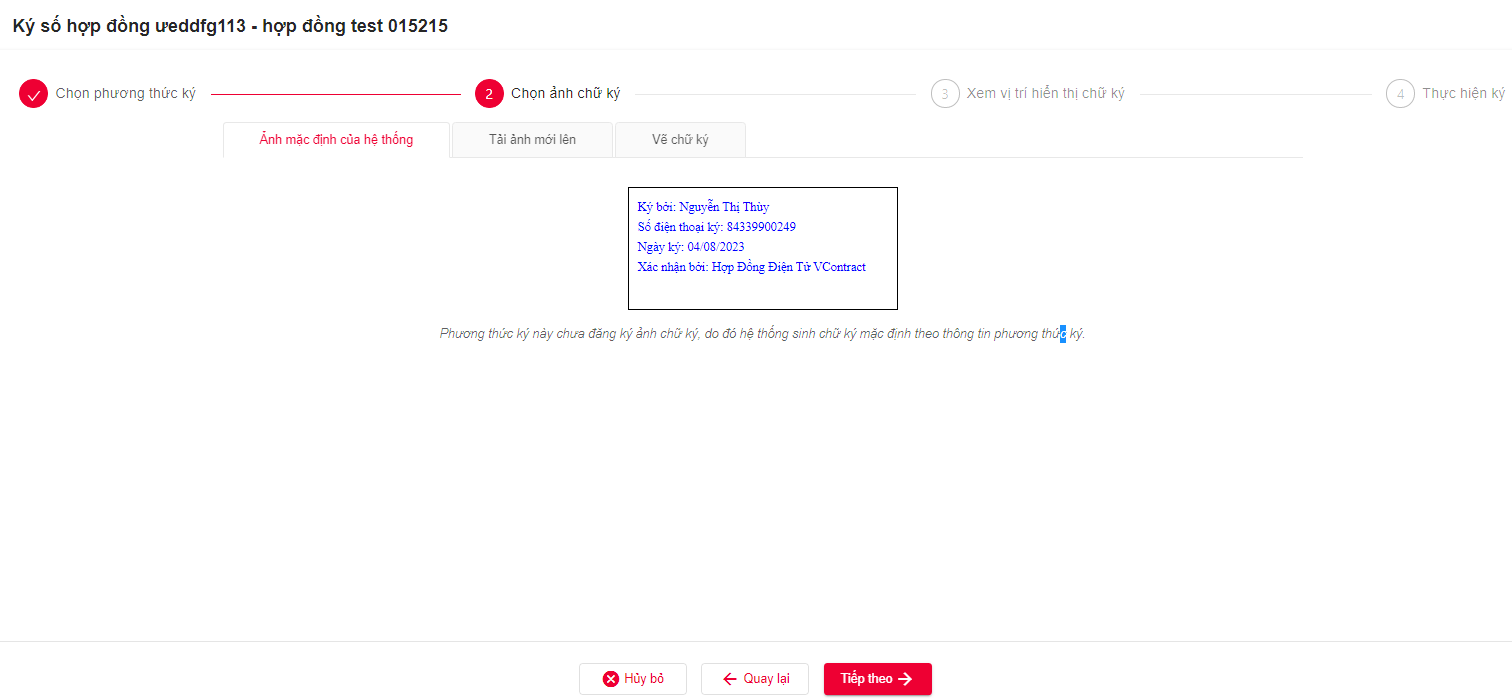 Ký số hợp đồng ưeddfg113 - hợp đồng test 015215
Chọn phương thức ký
2 Chọn ảnh chữ ký
3 Xem vị trí hiển thị chữ ký
4 Thực hiện ký
Ảnh mặc định của hệ thống
Tải ảnh mới lên
Vẽ chữ ký
Ký bởi: Nguyễn Thị Thùy
Số điện thoại ký: 84339900249
Ngày ký: 04/08/2023
Xác nhận bởi: Hợp Đồng Điện Tử VContract
Phương thức ký này chưa đăng ký ảnh chữ ký, do đó hệ thống sinh chữ ký mặc định theo thông tin phương thức ký.
Hủy bỏ
Quay lại
Tiếp theo